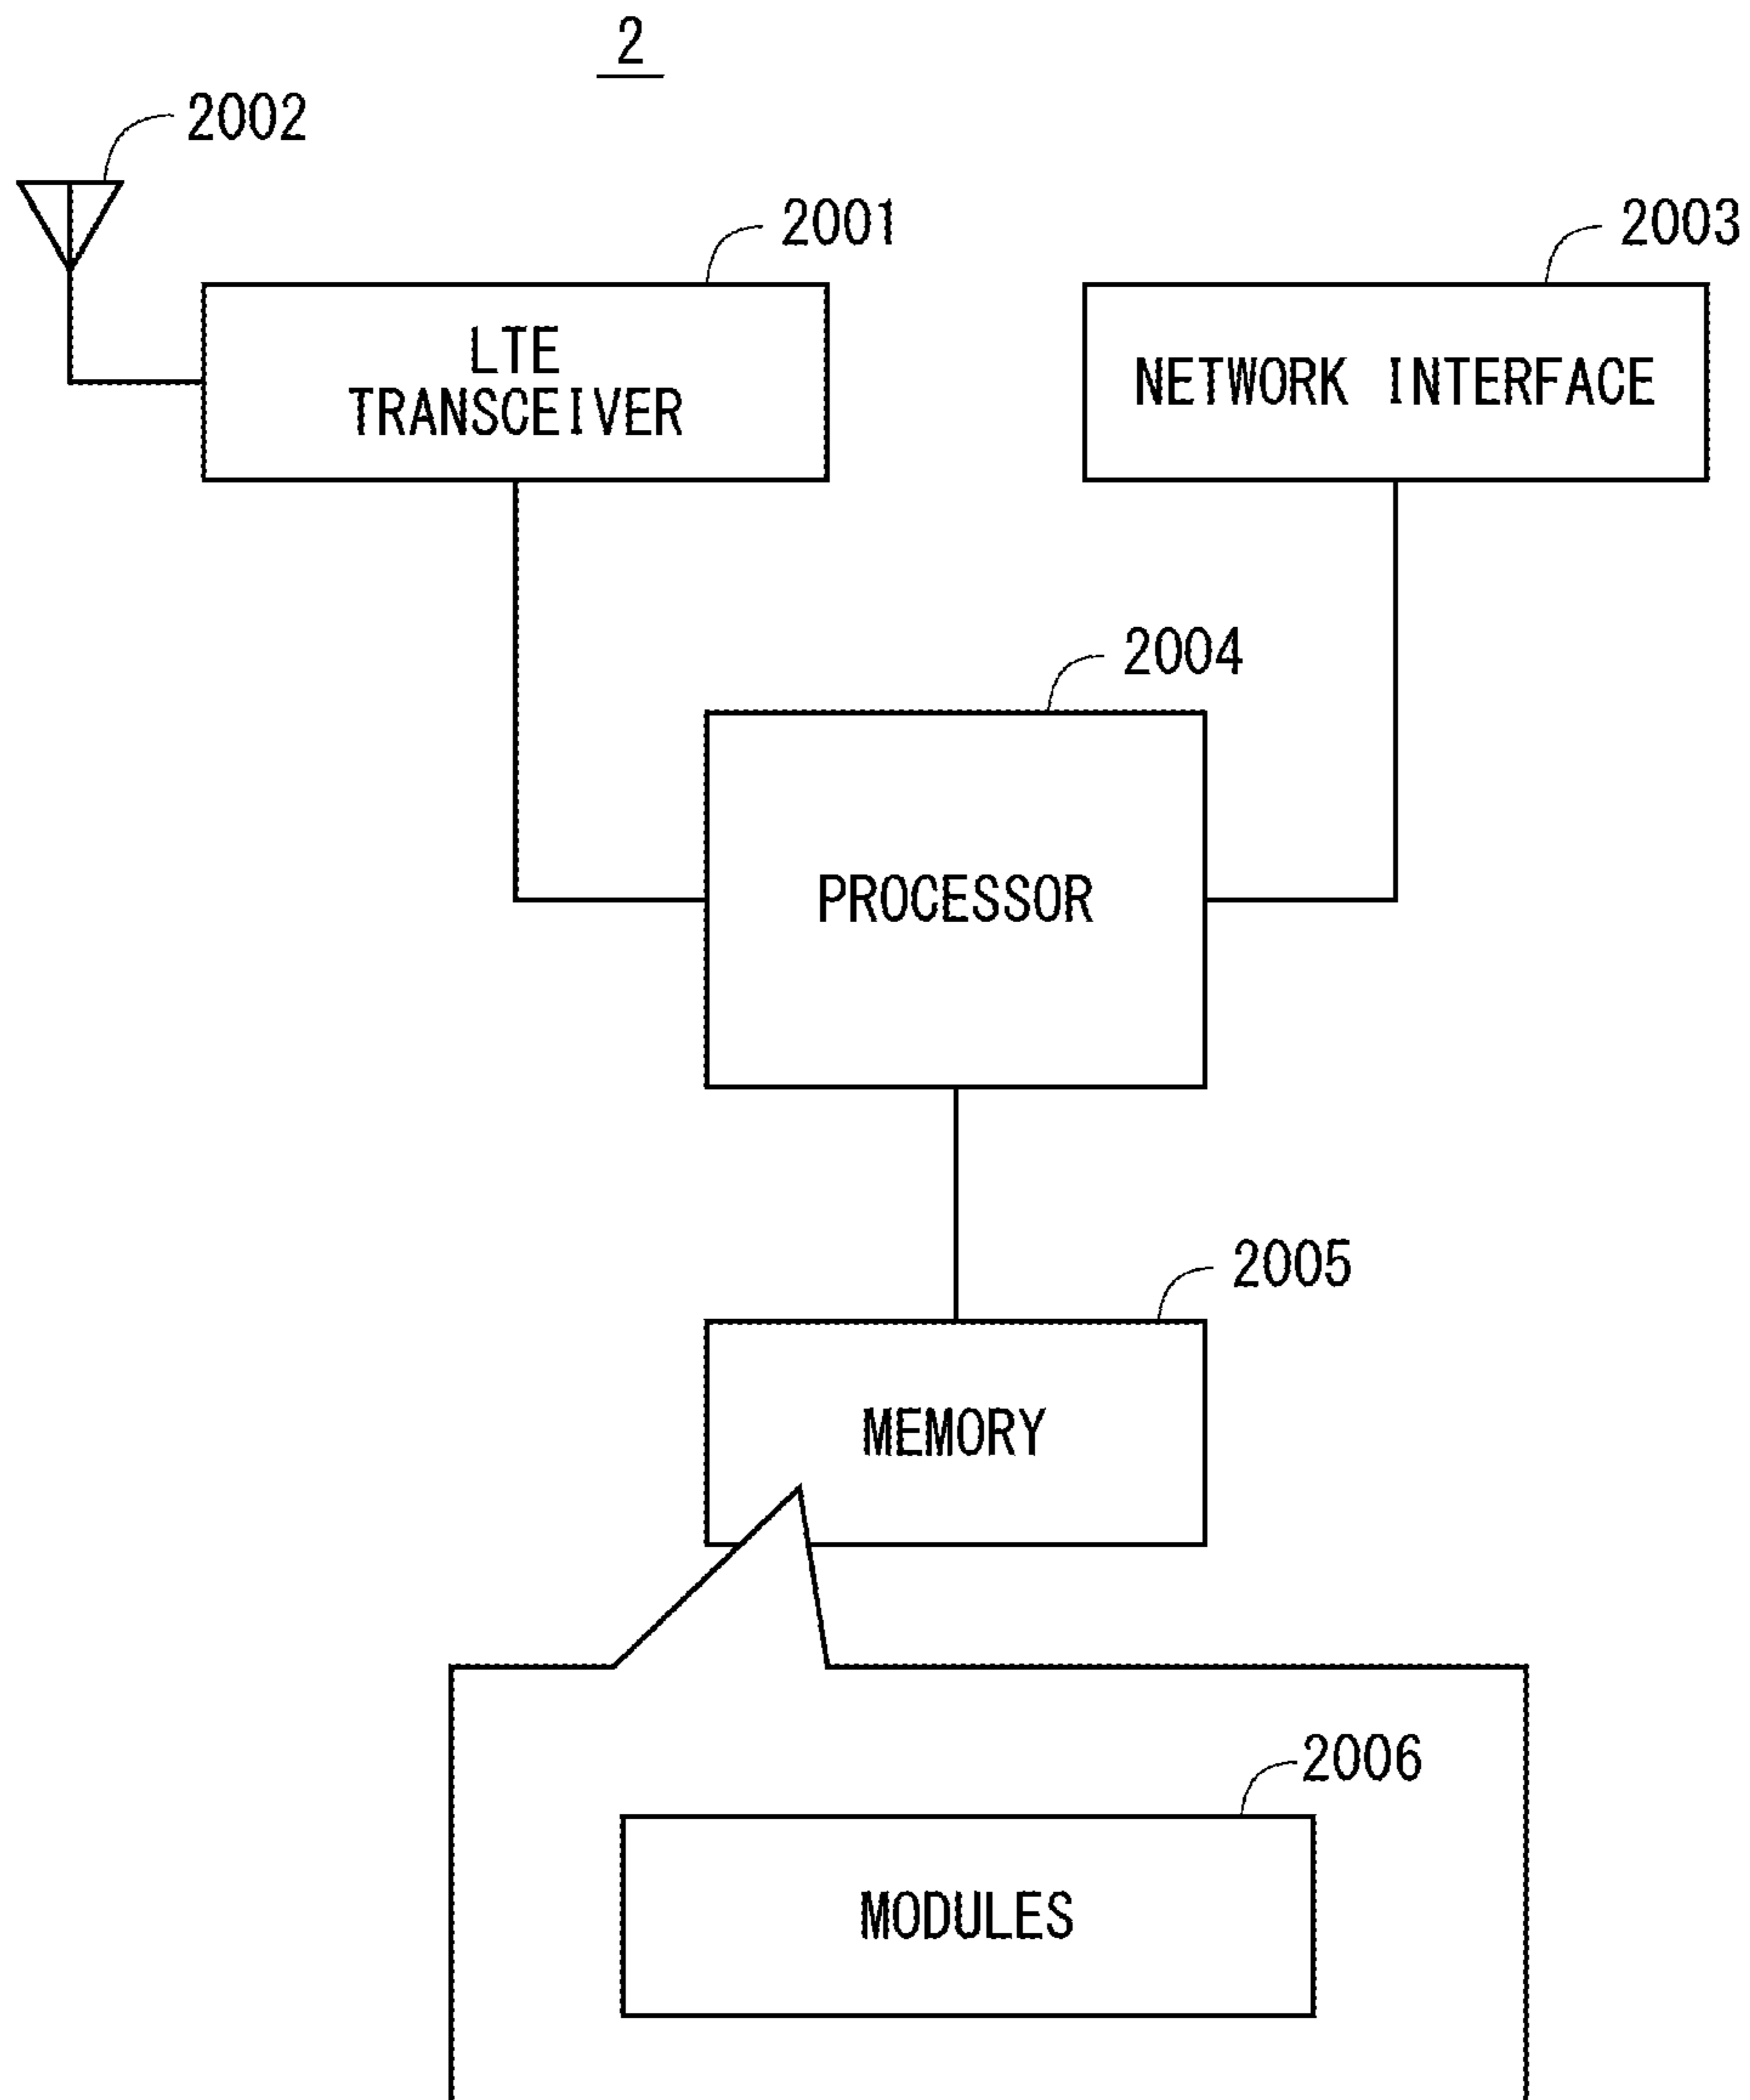 2
2002
2001
2003
LTE
TRANSCEIVER
NETWORK INTERFACE
2004
PROCESSOR
2005
MEMORY
2006
MODULES